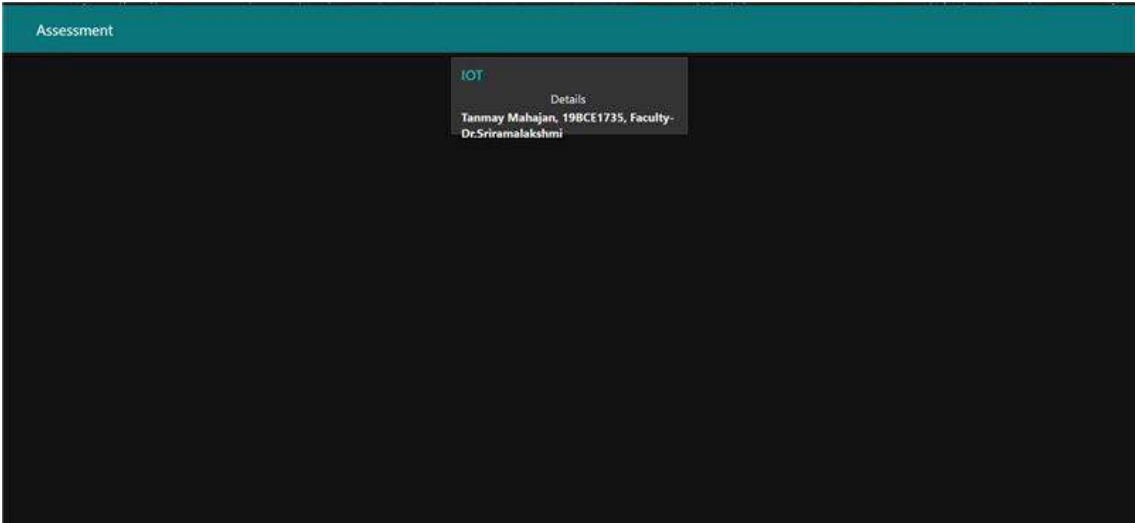 Assessment
IOT
Details
Tanmay Mahajan, 19BCE1735, Faculty-
Dr.Sriramalakshmi